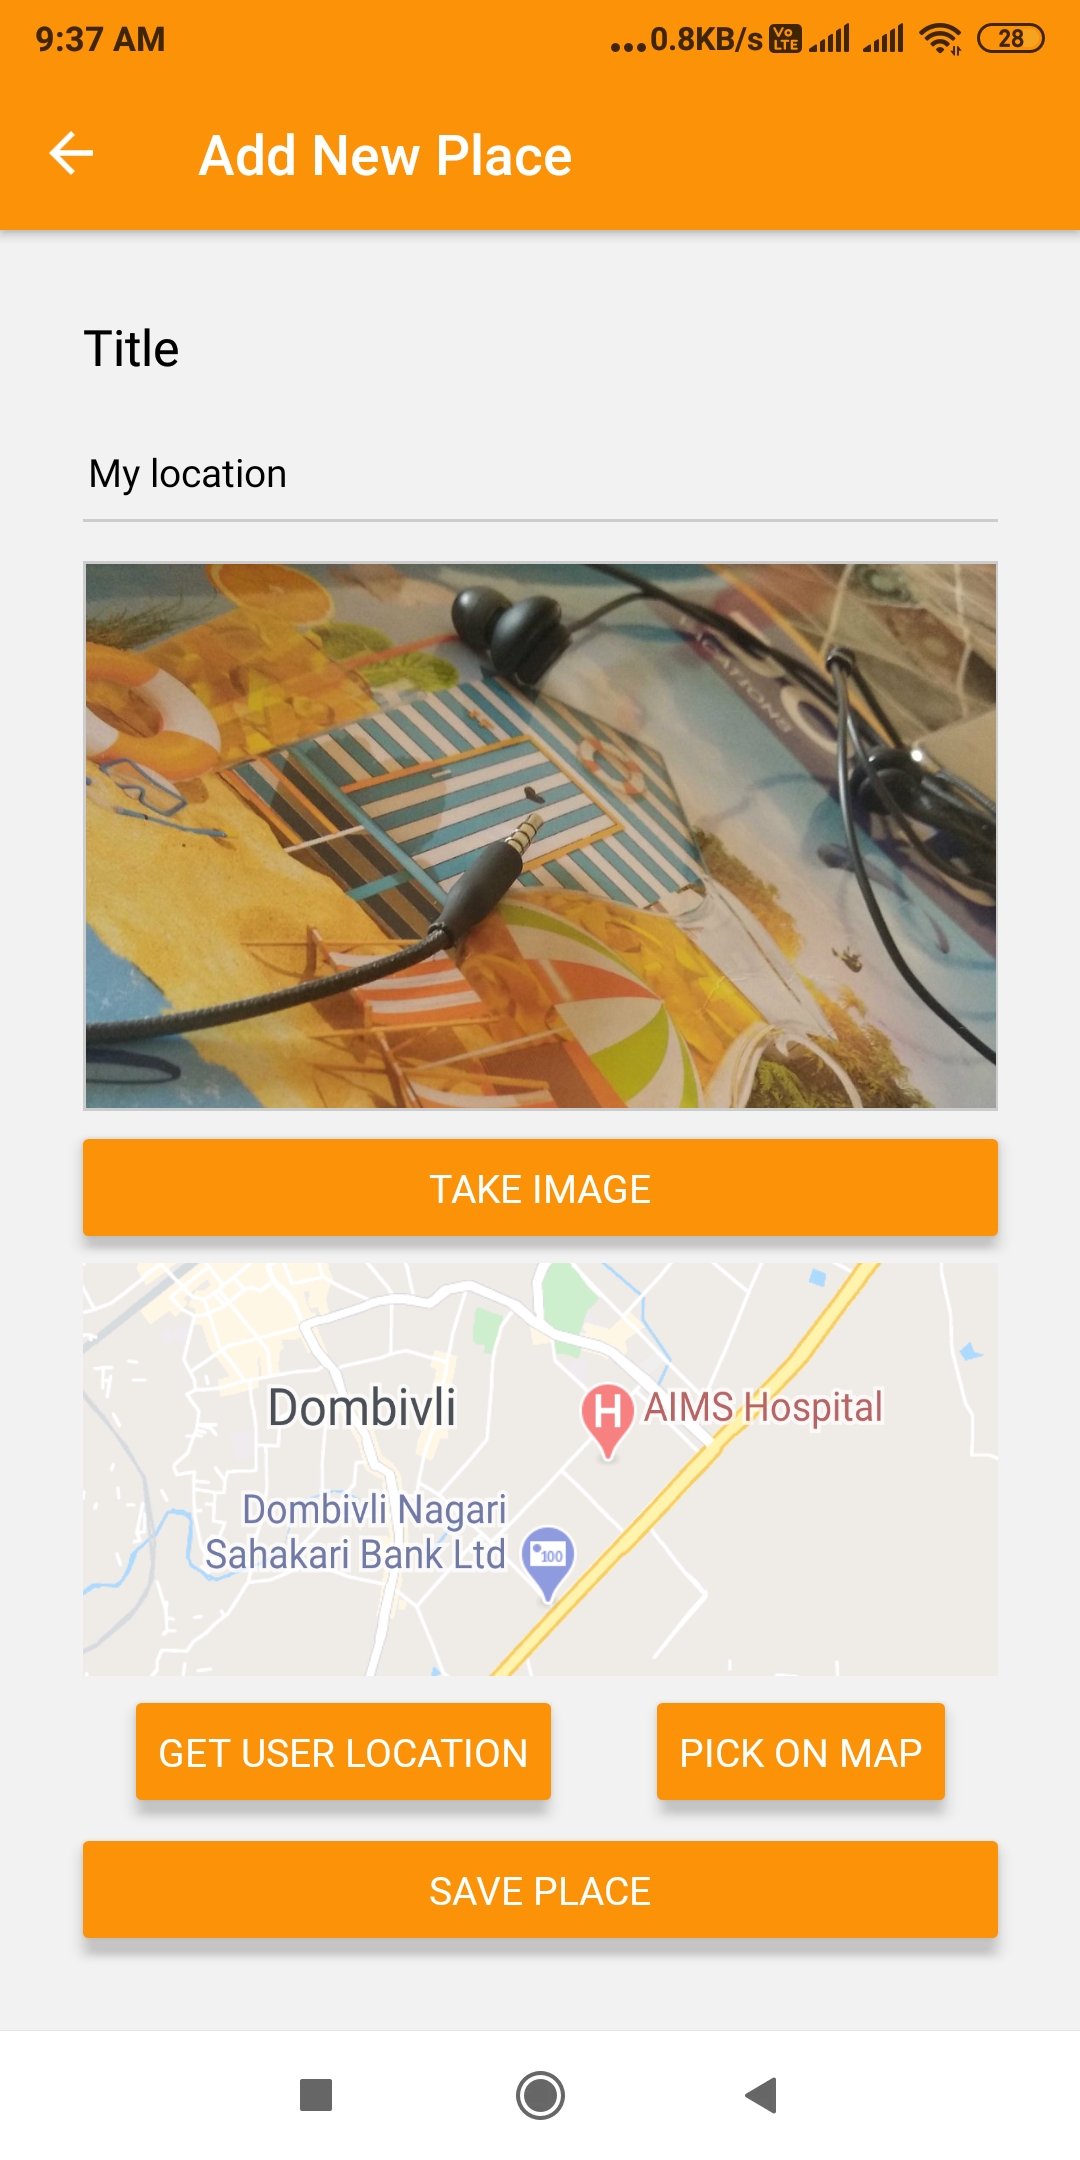 9:37 AM
...0.8KB/s Vo LTE 28
Add New Place
Title
My location
TAKE IMAGE
Dombivli
H AIMS Hospital
Dombivli Nagari
Sahakari Bank Ltd
100
GET USER LOCATION
PICK ON MAP
SAVE PLACE